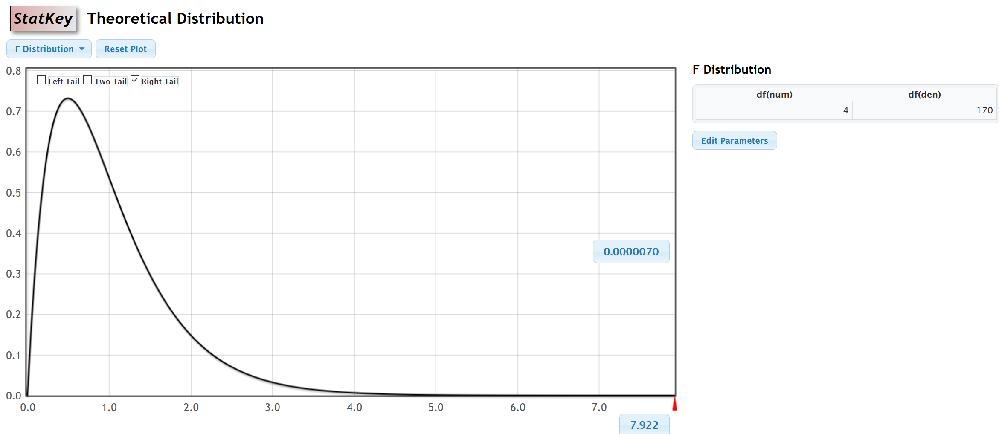 StatKey Theoretical Distribution
F Distribution Reset Plot
Left Tail Two-Tail Right Tail
0.8
0.7
0.6
0.5
0.4
0.3
0.2
0.1
0.0
0.0 1.0 2.0 3.0 4.0 5.0 6.0 7.0
0.0000070
7.922
F Distribution
df(num) df(den)
4 170
Edit Parameters